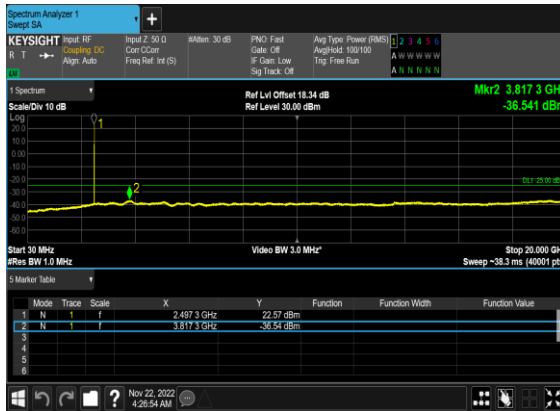 Spectrum Analyzer 1
Swept SA
+
KEYSIGHT
R T
Input: RF
Coupling: DC
Align: Auto
Input Z: 50 Ω
Corr CCorr
Freq Ref: Int (S)
#Atten: 30 dB
PNO: Fast
Gate: Off
IF Gain: Low
Sig Track: Off
Avg Type: Power (RMS)
Avg|Hold: 100/100
Trig: Free Run
1 2 3 4 5 6
A W W W W W
A N N N N N
1 Spectrum
Scale/Div 10 dB
Ref Lvl Offset 18.34 dB
Ref Level 30.00 dBm
Mkr2 3.817 3 GHz
-36.541 dBm
Log
20.0
10.0
0.00
-10.0
-20.0
-30.0
-40.0
-50.0
-60.0
1
2
DL1 -25.00 dB
Start 30 MHz
#Res BW 1.0 MHz
Video BW 3.0 MHz*
Stop 20.000 GH
Sweep ~38.3 ms (40001 pts
5 Marker Table
Mode Trace Scale X Y Function Function Width Function Value
1 N 1 f 2.497 3 GHz 22.57 dBm
2 N 1 f 3.817 3 GHz -36.54 dBm
3
4
5
6
?
Nov 22, 2022
4:26:54 AM